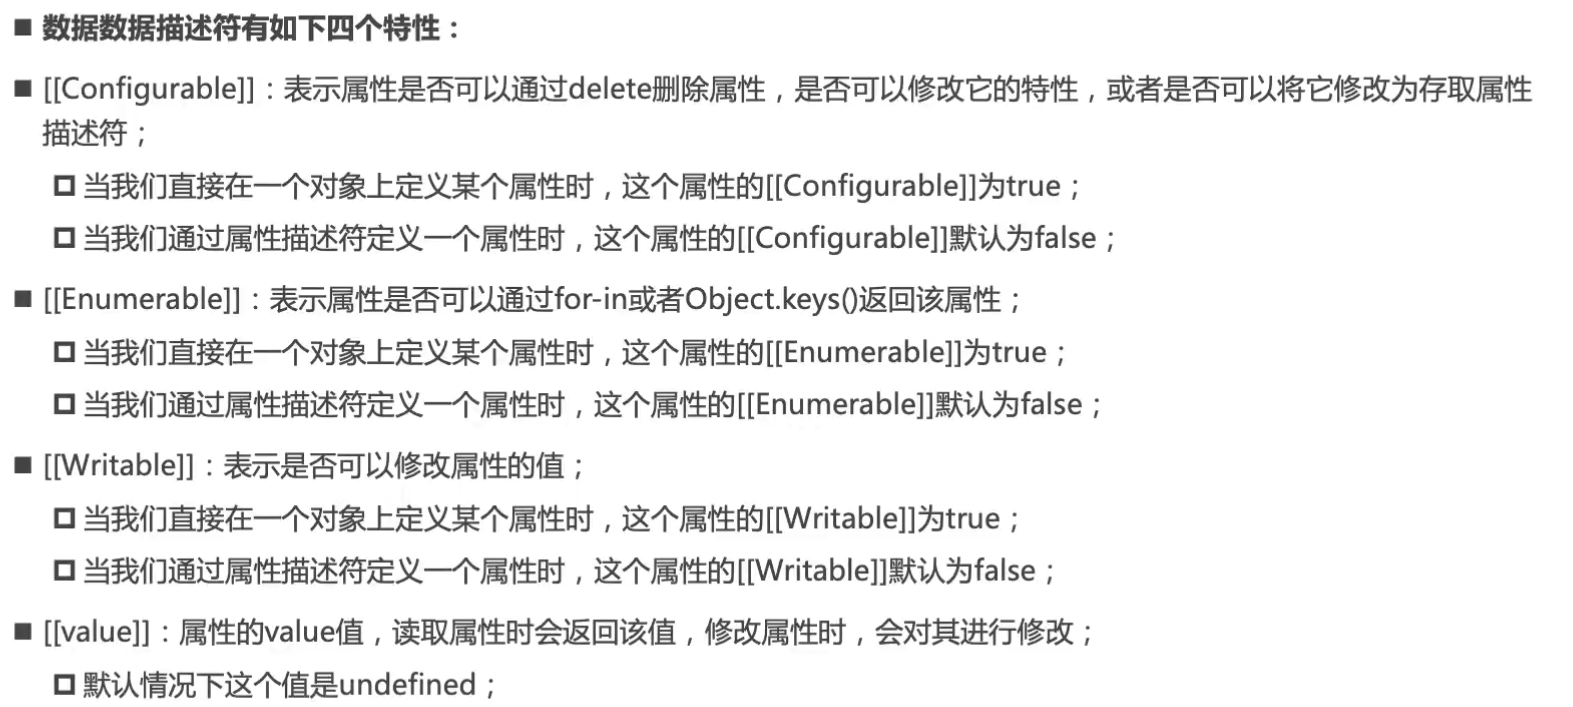 ■ 数据数据描述符有如下四个特性：
■ [[Configurable]]：表示属性是否可以通过delete删除属性，是否可以修改它的特性，或者是否可以将它修改为存取属性
描述符；
当我们直接在一个对象上定义某个属性时，这个属性的[[Configurable]]为true；
当我们通过属性描述符定义一个属性时，这个属性的[[Configurable]]默认为false；
■ [[Enumerable]]：表示属性是否可以通过for-in或者Object.keys()返回该属性；
当我们直接在一个对象上定义某个属性时，这个属性的[[Enumerable]]为true；
当我们通过属性描述符定义一个属性时，这个属性的[[Enumerable]]默认为false；
■ [[Writable]]：表示是否可以修改属性的值；
当我们直接在一个对象上定义某个属性时，这个属性的[[Writable]]为true；
当我们通过属性描述符定义一个属性时，这个属性的[[Writable]]默认为false；
■ [[value]]：属性的value值，读取属性时会返回该值，修改属性时，会对其进行修改；
默认情况下这个值是undefined；